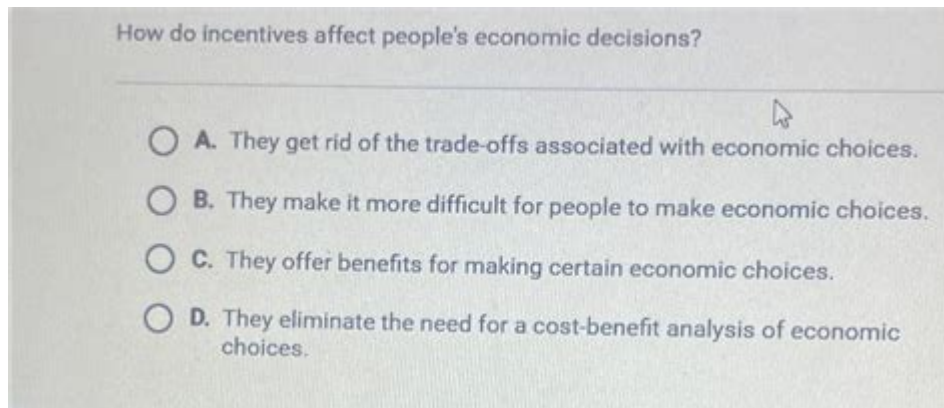 How do incentives affect people's economic decisions?
A. They get rid of the trade-offs associated with economic choices.
B. They make it more difficult for people to make economic choices.
C. They offer benefits for making certain economic choices.
D. They eliminate the need for a cost-benefit analysis of economic
choices.